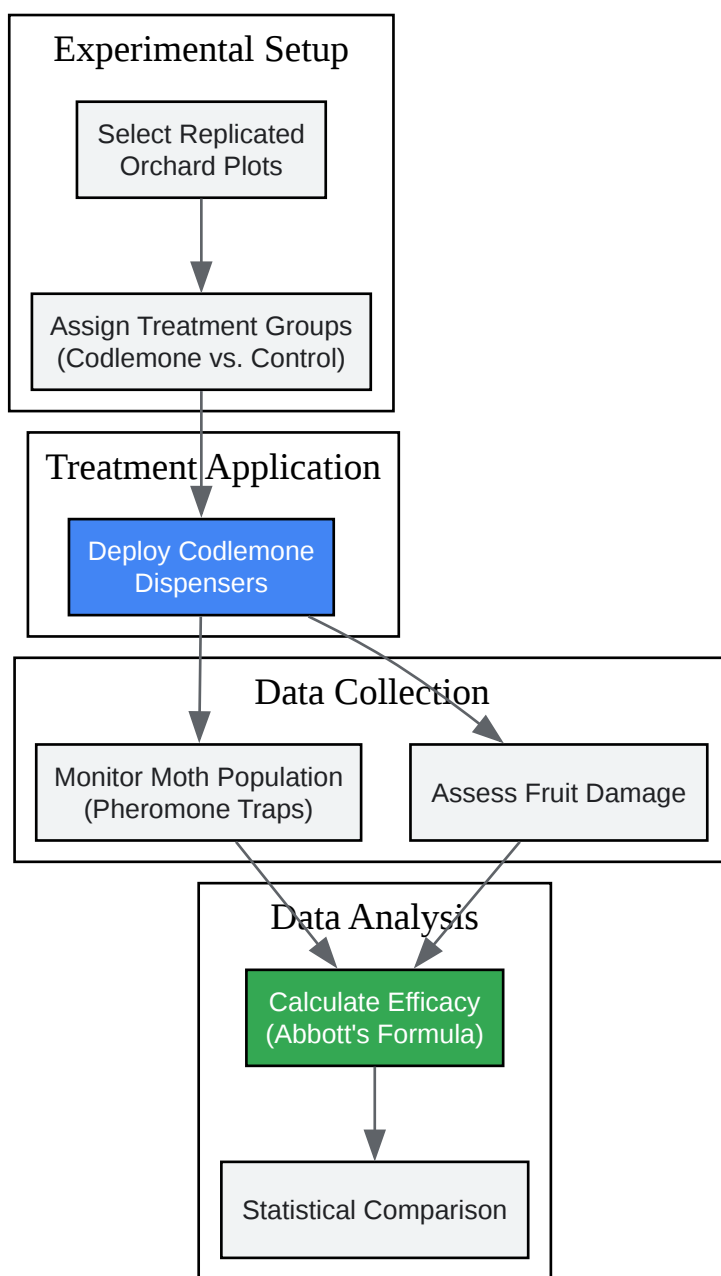 Experimental Setup
Select Replicated
Orchard Plots
Assign Treatment Groups
(Codlemone vs. Control)
Treatment Application
Deploy Codlemone
Dispensers
Data Collection
Monitor Moth Population
(Pheromone Traps)
Assess Fruit Damage
Data Analysis
Calculate Efficacy
(Abbott's Formula)
Statistical Comparison